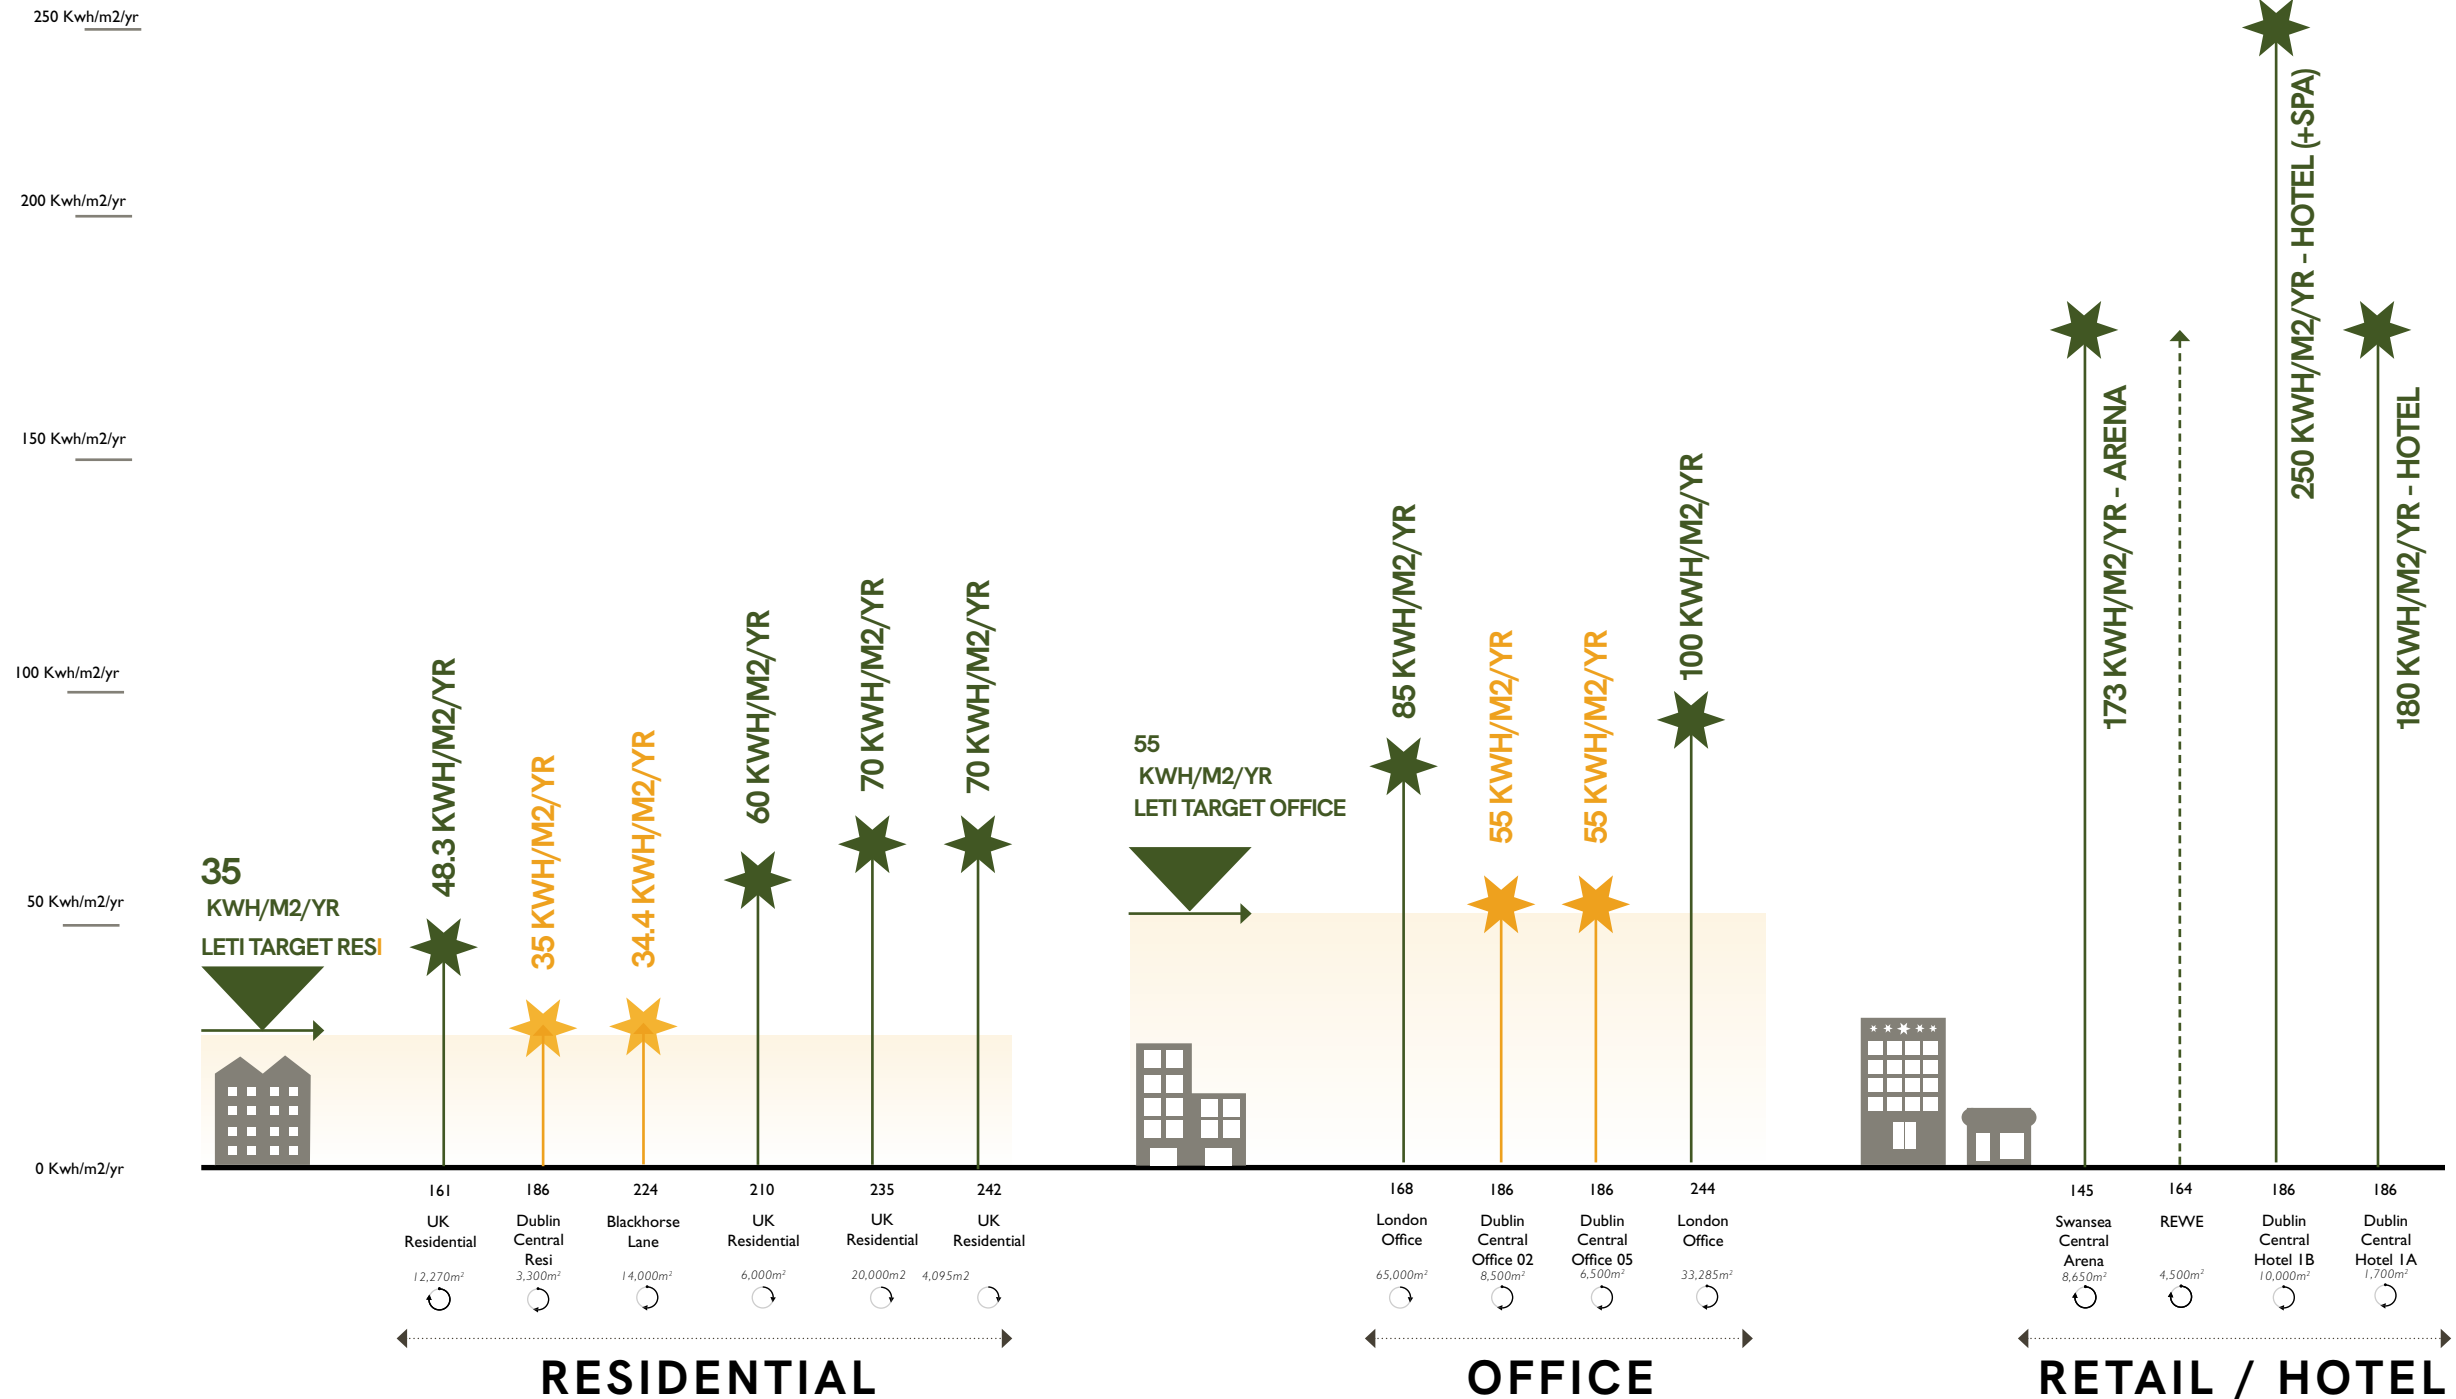 250 Kwh/m2/yr
200 Kwh/m2/yr
150 Kwh/m2/yr
100 Kwh/m2/yr
50 Kwh/m2/yr
0 Kwh/m2/yr
35
KWH/M2/YR
LETI TARGET RESI
48.3 KWH/M2/YR
35 KWH/M2/YR
34.4 KWH/M2/YR
60 KWH/M2/YR
70 KWH/M2/YR
70 KWH/M2/YR
55
KWH/M2/YR
LETI TARGET OFFICE
85 KWH/M2/YR
55 KWH/M2/YR
55 KWH/M2/YR
100 KWH/M2/YR
173 KWH/M2/YR - ARENA
250 KWH/M2/YR - HOTEL (+SPA)
180 KWH/M2/YR - HOTEL
161
UK
Residential
12,270m²
186
Dublin
Central
Resi
3,300m²
224
Blackhorse
Lane
14,000m²
210
UK
Residential
6,000m²
235
UK
Residential
20,000m2
242
UK
Residential
4,095m2
168
London
Office
65,000m²
186
Dublin
Central
Office 02
8,500m²
186
Dublin
Central
Office 05
6,500m²
244
London
Office
33,285m²
145
Swansea
Central
Arena
8,650m²
164
REWE
4,500m²
186
Dublin
Central
Hotel 1B
10,000m²
186
Dublin
Central
Hotel 1A
1,700m²
RESIDENTIAL
OFFICE
RETAIL / HOTEL